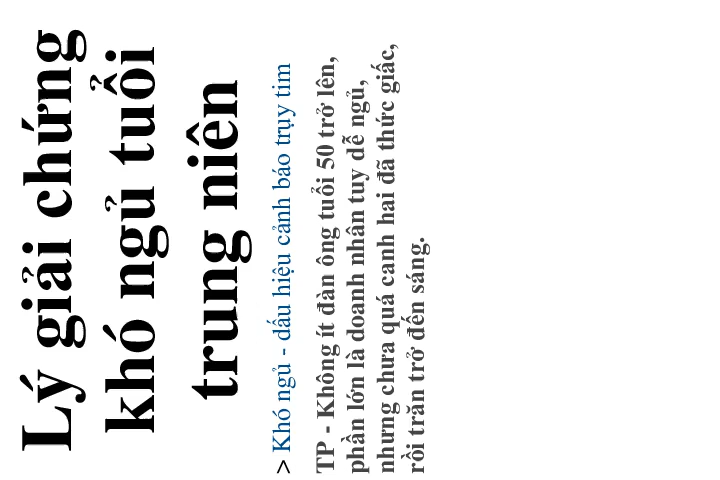 Lý giải chứng
khó ngủ tuổi
trung niên
> Khó ngủ - dấu hiệu cảnh báo trụy tim
TP - Không ít đàn ông tuổi 50 trở lên,
phần lớn là doanh nhân tuy dễ ngủ,
nhưng chưa quá canh hai đã thức giấc,
rồi trăn trở đến sáng.